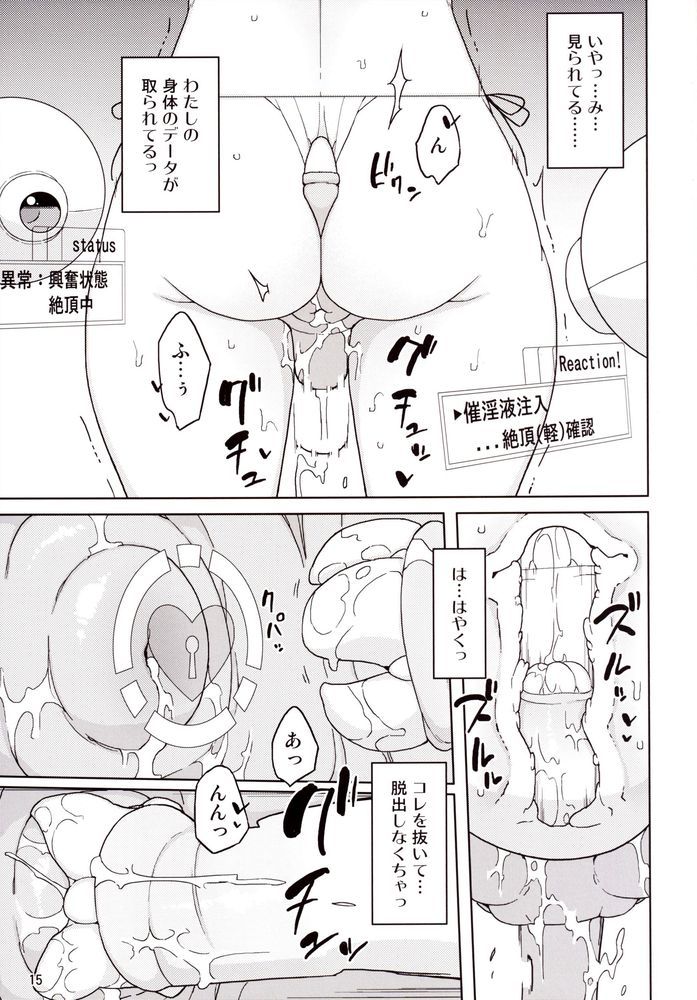 いやっ…み…
見られてる……
ん
ビクンッ
わたしの
身体のデータが
取られてるっ
status
異常：興奮状態
絶頂中
Reaction!
▶催淫液注入
...絶頂(軽)確認
グチュッ
ふ…ぅ
グチュッ
ズルッ
ズルルッ
は…はやくっ
クパァッ
コレを抜いて…
脱出しなくちゃっ
あっ
んんっ
グチュッ
15